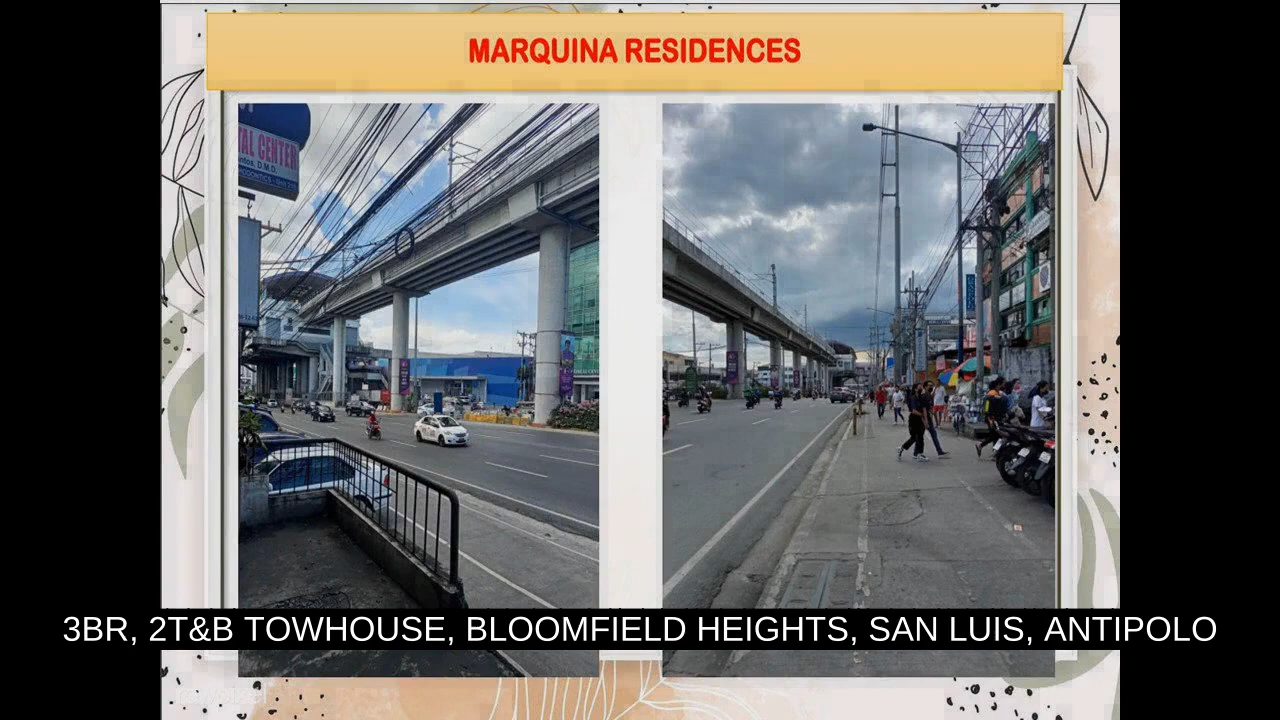 MARQUINA RESIDENCES
TAL CENTER
D.M.D.
3BR, 2T&B TOWHOUSE, BLOOMFIELD HEIGHTS, SAN LUIS, ANTIPOLO